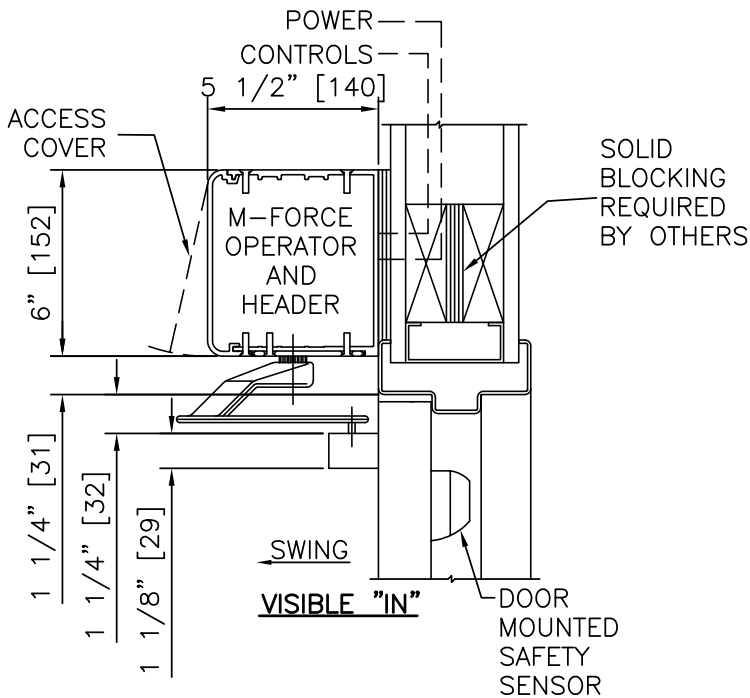 POWER
CONTROLS
5 1/2" [140]
ACCESS
COVER
SOLID
BLOCKING
REQUIRED
BY OTHERS
M-FORCE
OPERATOR
AND
HEADER
6" [152]
1 1/4" [31]
1 1/4" [32]
1 1/8" [29]
SWING
VISIBLE "IN"
DOOR
MOUNTED
SAFETY
SENSOR